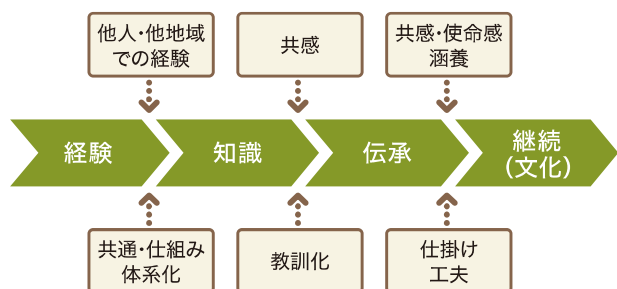 他人・他地域
での経験
共感
共感・使命感
涵養
経験
知識
伝承
継続
（文化）
共通・仕組み
体系化
教訓化
仕掛け
工夫